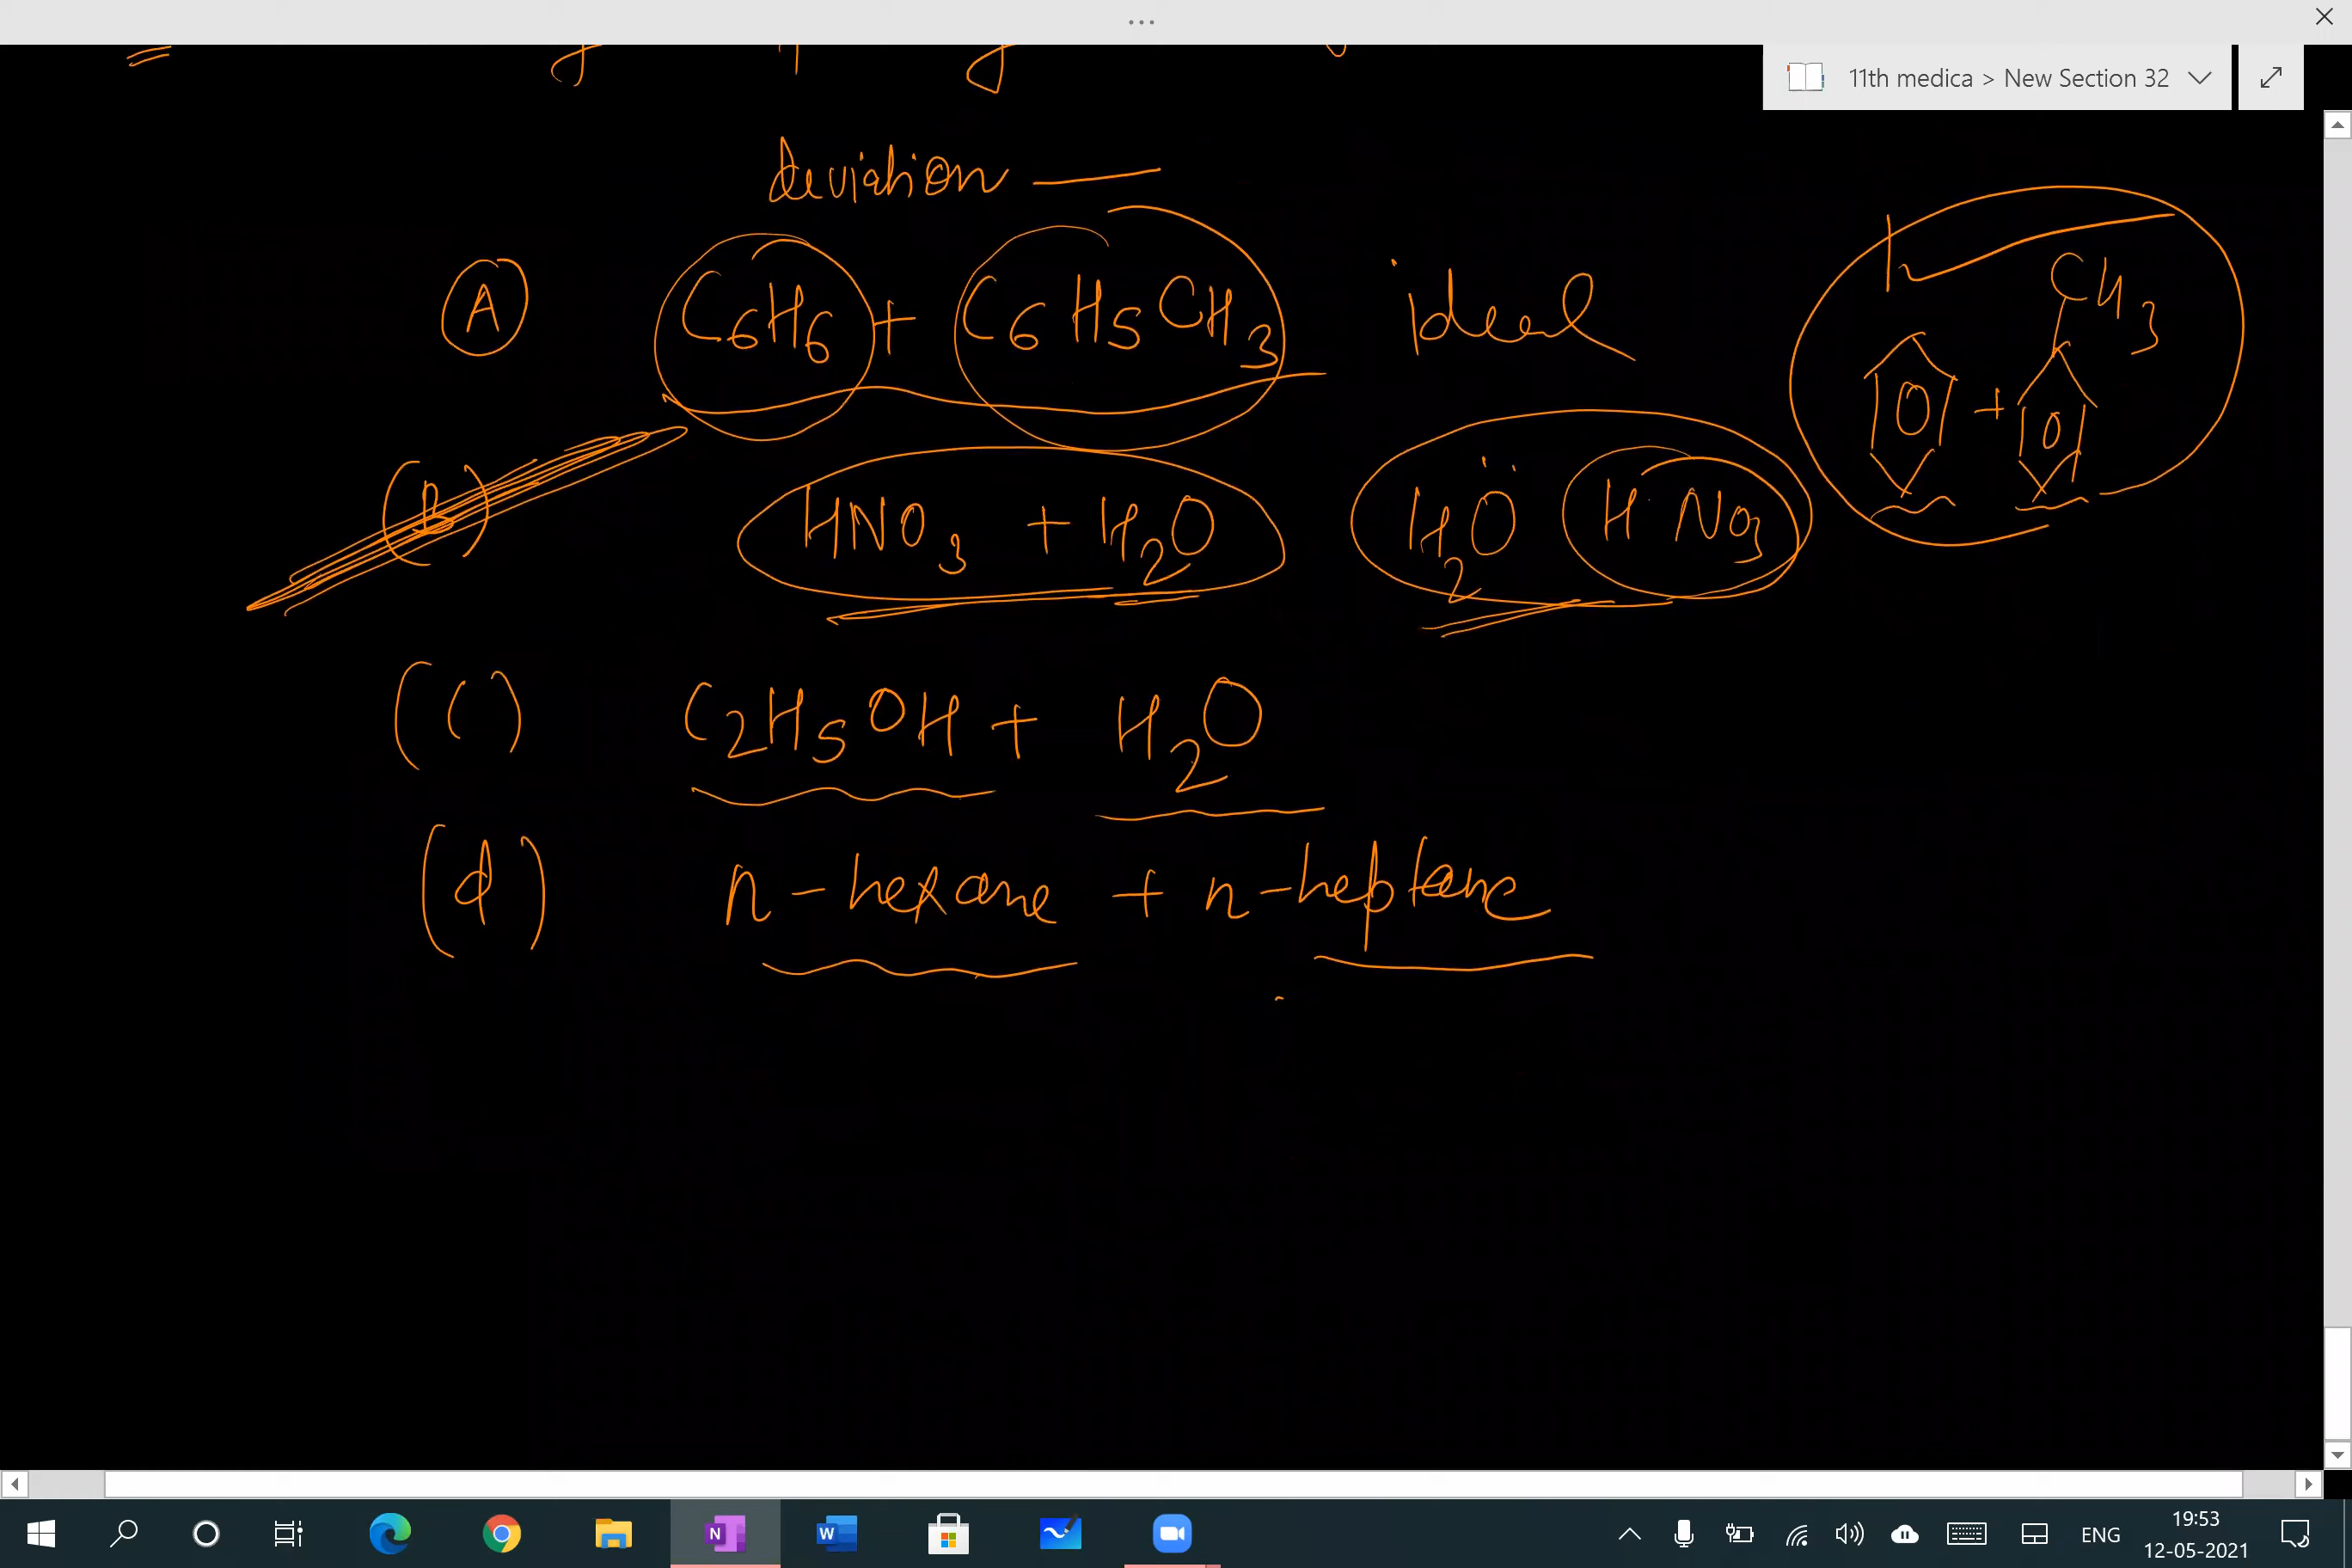 11th medica > New Section 32
deviation —
A C6H6 + C6H5CH3 ideal
CH3
+
(B) HNO3 + H2O H2O HNO3
(C) C2H5OH + H2O
(d) n-hexane + n-heptane
ENG
19:53
12-05-2021